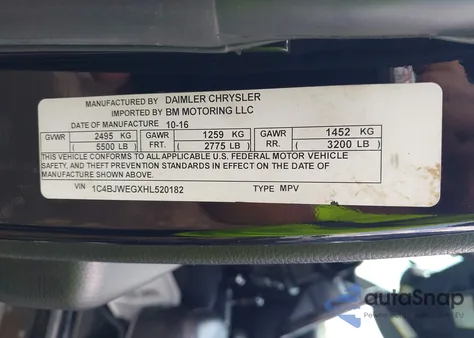 MANUFACTURED BY DAIMLER CHRYSLER
IMPORTED BY BM MOTORING LLC
DATE OF MANUFACTURE 10-16
GVWR 2495 KG GAWR 1259 KG GAWR 1452 KG
5500 LB FRT. 2775 LB RR. 3200 LB
THIS VEHICLE CONFORMS TO ALL APPLICABLE U.S. FEDERAL MOTOR VEHICLE
SAFETY, AND THEFT PREVENTION STANDARDS IN EFFECT ON THE DATE OF
MANUFACTURE SHOWN ABOVE.
VIN 1C4BJWEGXHL520182 TYPE MPV
autoSnap